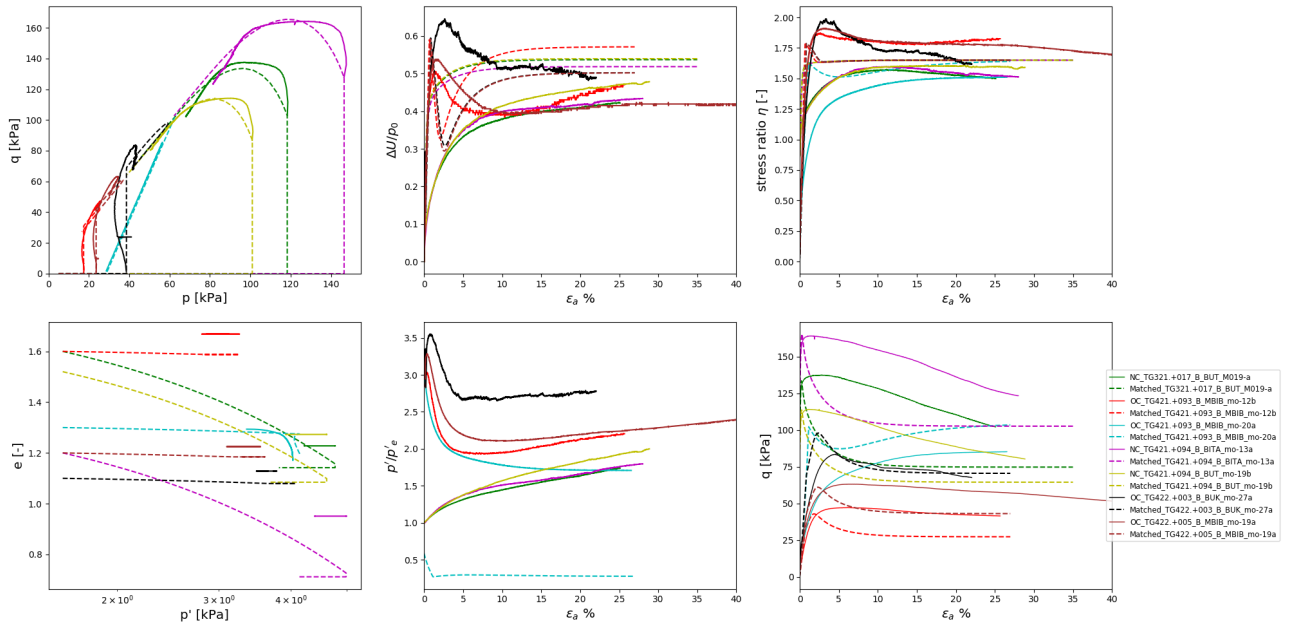 160
140
120
100
80
60
40
20
0
q [kPa]
0 20 40 60 80 100 120 140
p [kPa]
0.6
0.5
0.4
0.3
0.2
0.1
0.0
ΔU/p₀
0 5 10 15 20 25 30 35 40
εₐ %
2.00
1.75
1.50
1.25
1.00
0.75
0.50
0.25
0.00
stress ratio η [-]
0 5 10 15 20 25 30 35 40
εₐ %
1.6
1.4
1.2
1.0
0.8
e [-]
2 × 10⁰ 3 × 10⁰ 4 × 10⁰
p' [kPa]
3.5
3.0
2.5
2.0
1.5
1.0
0.5
p'/p'ₑ
0 5 10 15 20 25 30 35 40
εₐ %
150
125
100
75
50
25
0
q [kPa]
0 5 10 15 20 25 30 35 40
εₐ %
NC_TG321.+017_B_BUT_M019-a
Matched_TG321.+017_B_BUT_M019-a
OC_TG421.+093_B_MBIB_mo-12b
Matched_TG421.+093_B_MBIB_mo-12b
OC_TG421.+093_B_MBIB_mo-20a
Matched_TG421.+093_B_MBIB_mo-20a
NC_TG421.+094_B_BITA_mo-13a
Matched_TG421.+094_B_BITA_mo-13a
NC_TG421.+094_B_BUT_mo-19b
Matched_TG421.+094_B_BUT_mo-19b
OC_TG422.+003_B_BUK_mo-27a
Matched_TG422.+003_B_BUK_mo-27a
OC_TG422.+005_B_MBIB_mo-19a
Matched_TG422.+005_B_MBIB_mo-19a